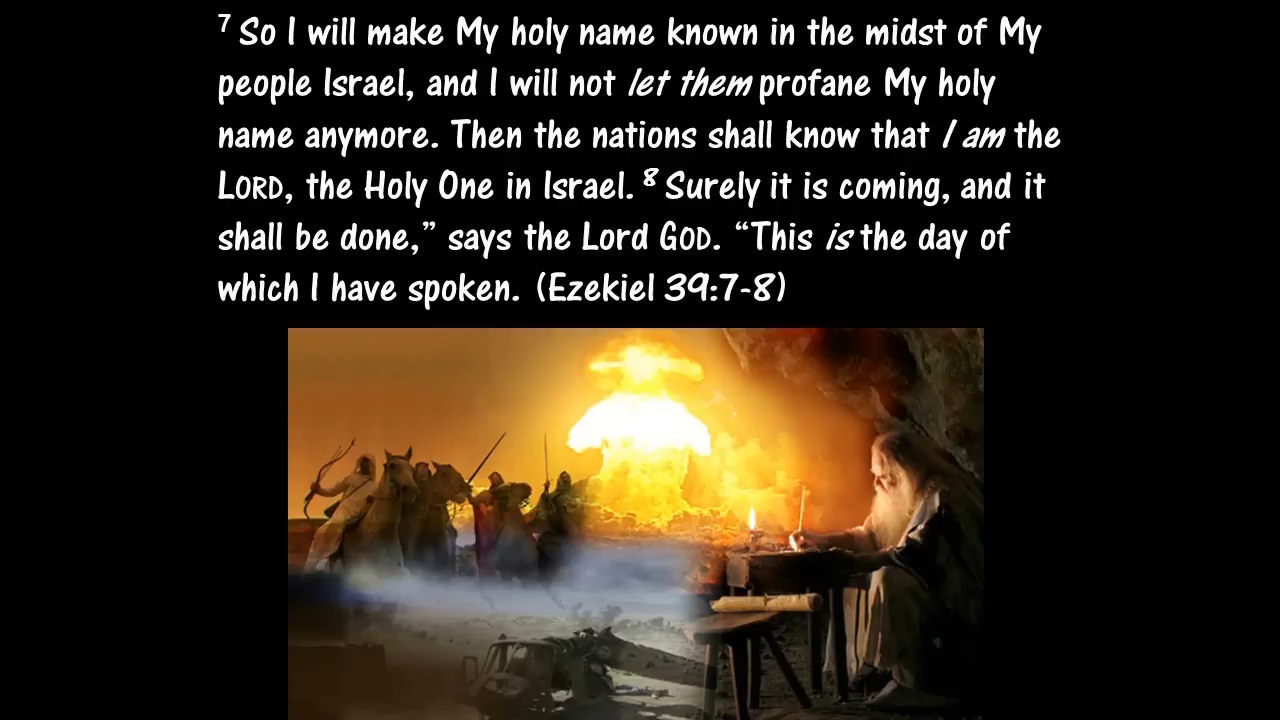 7 So I will make My holy name known in the midst of My
people Israel, and I will not let them profane My holy
name anymore. Then the nations shall know that I am the
LORD, the Holy One in Israel. 8 Surely it is coming, and it
shall be done,” says the Lord GOD. “This is the day of
which I have spoken. (Ezekiel 39:7-8)